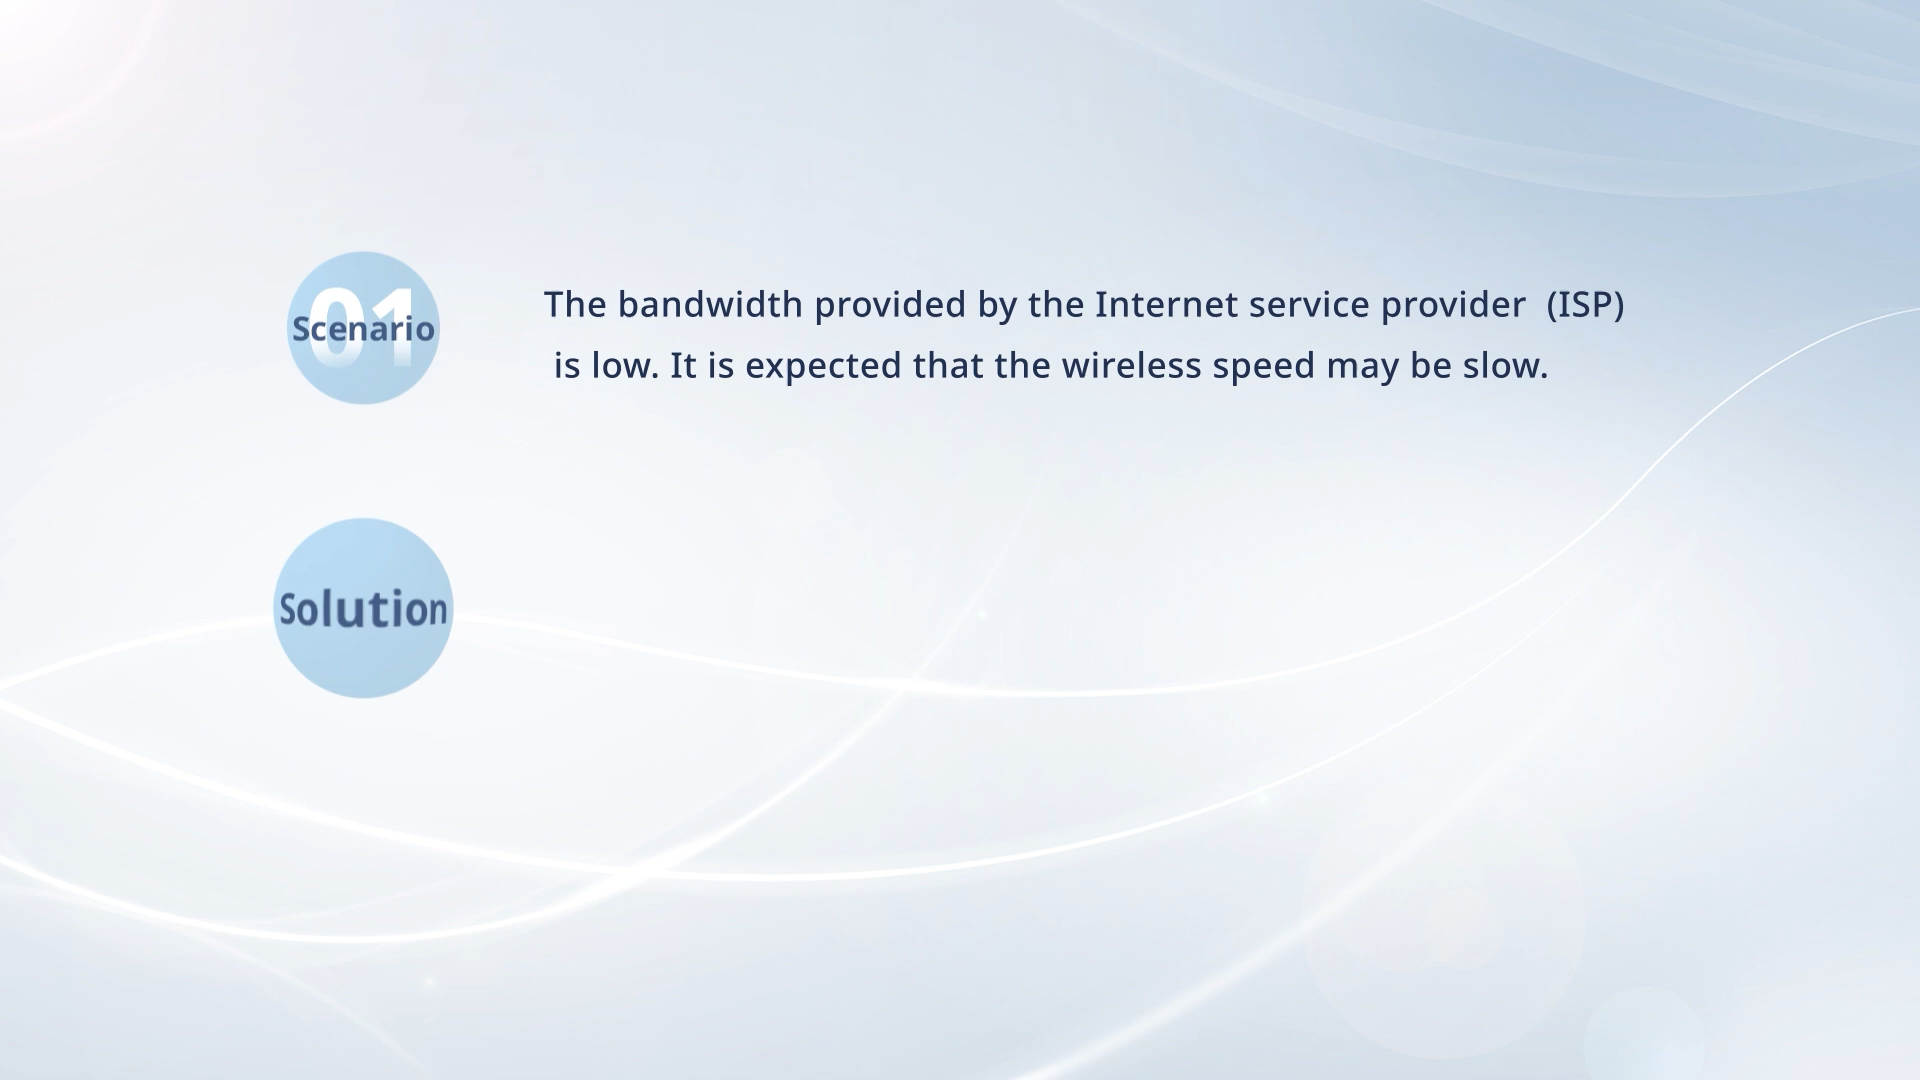 01
Scenario
The bandwidth provided by the Internet service provider (ISP)
is low. It is expected that the wireless speed may be slow.
Solution